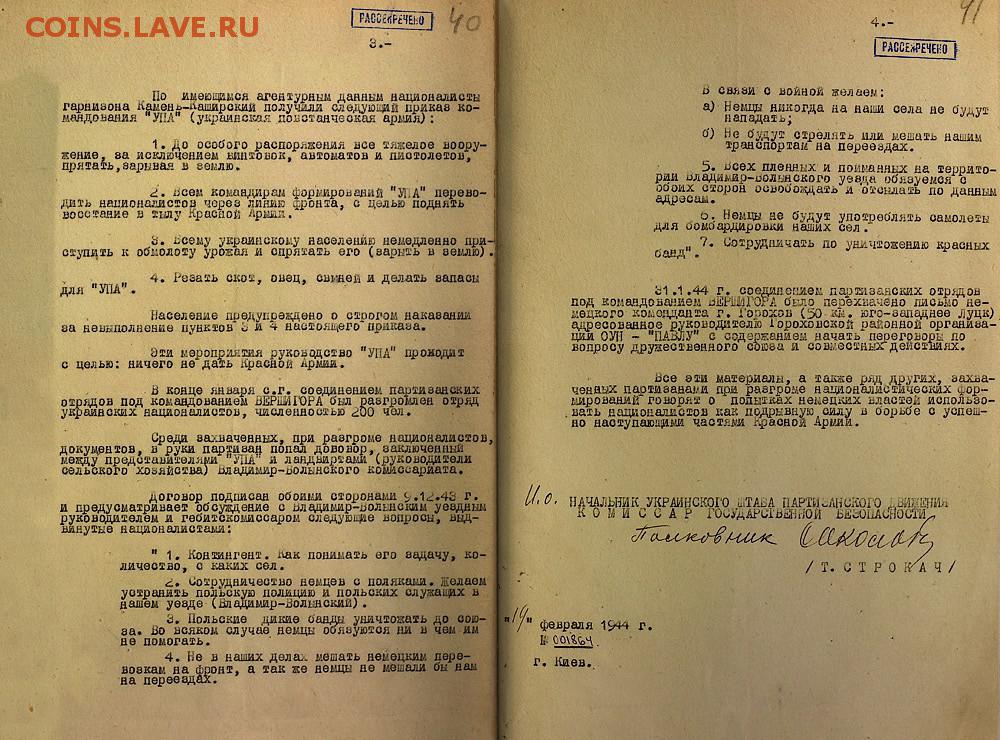 COINS.LAVE.RU
РАССЕКРЕЧЕНО
40
3.-
По имеющимся агентурным данным националисты
гарнизона Камень-Каширский получили следующий приказ ко-
мандования "УПА" (украинская повстанческая армия):
1. До особого распоряжения все тяжелое воору-
жение, за исключением винтовок, автоматов и пистолетов,
прятать,зарывая в землю.
2. Всем командирам формирований "УПА" перево-
дить националистов через линию фронта, с целью поднять
восстание в тылу Красной Армии.
3. Всему украинскому населению немедленно при-
ступить к обмолоту урожая и спрятать его (зарыть в землю).
4. Резать скот, овец, свиней и делать запасы
для "УПА".
Население предупреждено о строгом наказании
за невыполнение пунктов 3 и 4 настоящего приказа.
Эти мероприятия руководство "УПА" проводит
с целью: ничего не дать Красной Армии.
В конце января с.г. соединением партизанских
отрядов под командованием ВЕРШИГОРА был разгромлен отряд
украинских националистов, численностью 200 чел.
Среди захваченных, при разгроме националистов,
документов, в руки партизан попал договор, заключенный
между представителями "УПА" и ландвиртами (руководители
сельского хозяйства) Владимир-Волынского комиссариата.
Договор подписан обоими сторонами 9.12.43 г.
и предусматривает обсуждение с Владимир-Волынским уездным
руководителем и гебитскомиссаром следующие вопросы, выд-
винутые националистами:
" 1. Контингент. Как понимать его задачу, ко-
личество, с каких сел.
2. Сотрудничество немцев с поляками. Желаем
устранить польскую полицию и польских служащих в
нашем уезде (Владимир-Волынский).
3. Польские дикие банды уничтожать до сою-
за. Во всяком случае немцы обязуются ни в чем им
не помогать.
4. Не в наших делах мешать немецким пере-
возкам на фронт, а так же немцы не мешали бы нам
на переездах.
41
4.-
РАССЕКРЕЧЕНО
В связи с войной желаем:
а) Немцы никогда на наши села не будут
нападать;
б) Не будут стрелять или мешать нашим
транспортам на переездах.
5. Всех пленных и пойманных на террито-
рии Владимир-Волынского уезда обязуемся с
обоих сторон освобождать и отсылать по данным
адресам.
6. Немцы не будут употреблять самолеты
для бомбардировки наших сел.
7. Сотрудничать по уничтожению красных
банд".
31.1.44 г. соединением партизанских отрядов
под командованием ВЕРШИГОРА было перехвачено письмо не-
мецкого коменданта г. Горохов (50 км. юго-западнее Луцк)
адресованное руководителю Гороховской районной организа-
ции ОУН - "ПАВЛУ" с содержанием начать переговоры по
вопросу дружественного союза и совместных действиях.
Все эти материалы, а также ряд других, захва-
ченных партизанами при разгроме националистических фор-
мирований говорят о попытках немецких властей использо-
вать националистов как подрывную силу в борьбе с успеш-
но наступающими частями Красной Армии.
И.о. НАЧАЛЬНИК УКРАИНСКОГО ШТАБА ПАРТИЗАНСКОГО ДВИЖЕНИЯ
КОМИССАР ГОСУДАРСТВЕННОЙ БЕЗОПАСНОСТИ
Полковник Соколов
/Т.СТРОКАЧ/
"19" февраля 1944 г.
№ 001864
г. Киев.